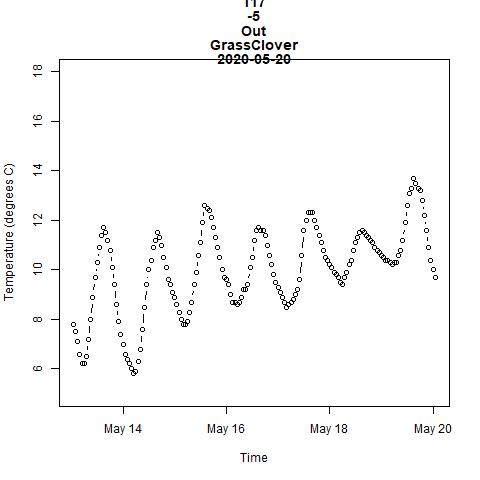 117
-5
Out
GrassClover
2020-05-20
18
16
14
12
10
8
6
Temperature (degrees C)
May 14
May 16
May 18
May 20
Time